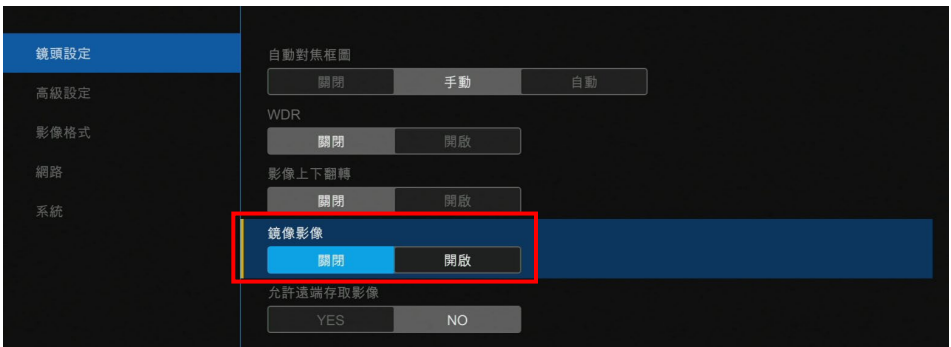 鏡頭設定
高級設定
影像格式
網路
系統
自動對焦框圖
關閉 手動 自動
WDR
關閉 開啟
影像上下翻轉
關閉 開啟
鏡像影像
關閉 開啟
允許遠端存取影像
YES NO